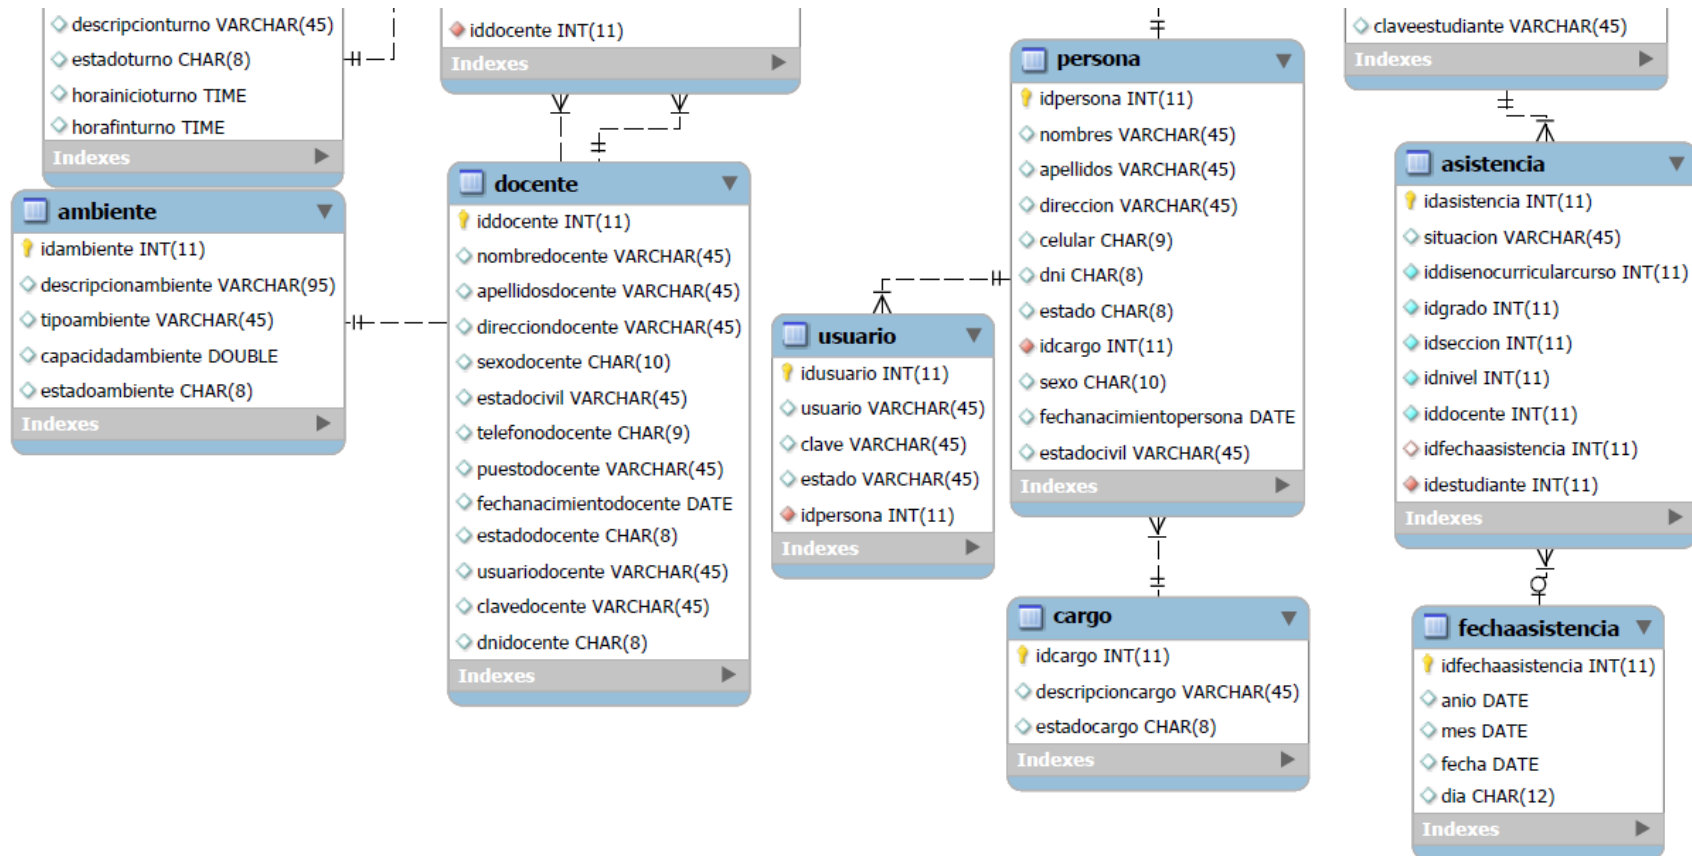 descripcionturno VARCHAR(45)
estadoturno CHAR(8)
horainicioturno TIME
horafinturno TIME
Indexes
ambiente
idambiente INT(11)
descripcionambiente VARCHAR(95)
tipoambiente VARCHAR(45)
capacidadambiente DOUBLE
estadoambiente CHAR(8)
Indexes
iddocente INT(11)
Indexes
docente
iddocente INT(11)
nombredocente VARCHAR(45)
apellidosdocente VARCHAR(45)
direcciondocente VARCHAR(45)
sexodocente CHAR(10)
estadocivil VARCHAR(45)
telefonodocente CHAR(9)
puestodocente VARCHAR(45)
fechanacimientodocente DATE
estadodocente CHAR(8)
usuariodocente VARCHAR(45)
clavedocente VARCHAR(45)
dnidocente CHAR(8)
Indexes
usuario
idusuario INT(11)
usuario VARCHAR(45)
clave VARCHAR(45)
estado VARCHAR(45)
idpersona INT(11)
Indexes
persona
idpersona INT(11)
nombres VARCHAR(45)
apellidos VARCHAR(45)
direccion VARCHAR(45)
celular CHAR(9)
dni CHAR(8)
estado CHAR(8)
idcargo INT(11)
sexo CHAR(10)
fechanacimientopersona DATE
estadocivil VARCHAR(45)
Indexes
cargo
idcargo INT(11)
descripcioncargo VARCHAR(45)
estadocargo CHAR(8)
Indexes
claveestudiante VARCHAR(45)
Indexes
asistencia
idasistencia INT(11)
situacion VARCHAR(45)
iddisenocurricularcurso INT(11)
idgrado INT(11)
idseccion INT(11)
idnivel INT(11)
iddocente INT(11)
idfechaasistencia INT(11)
idestudiante INT(11)
Indexes
fechaasistencia
idfechaasistencia INT(11)
anio DATE
mes DATE
fecha DATE
dia CHAR(12)
Indexes